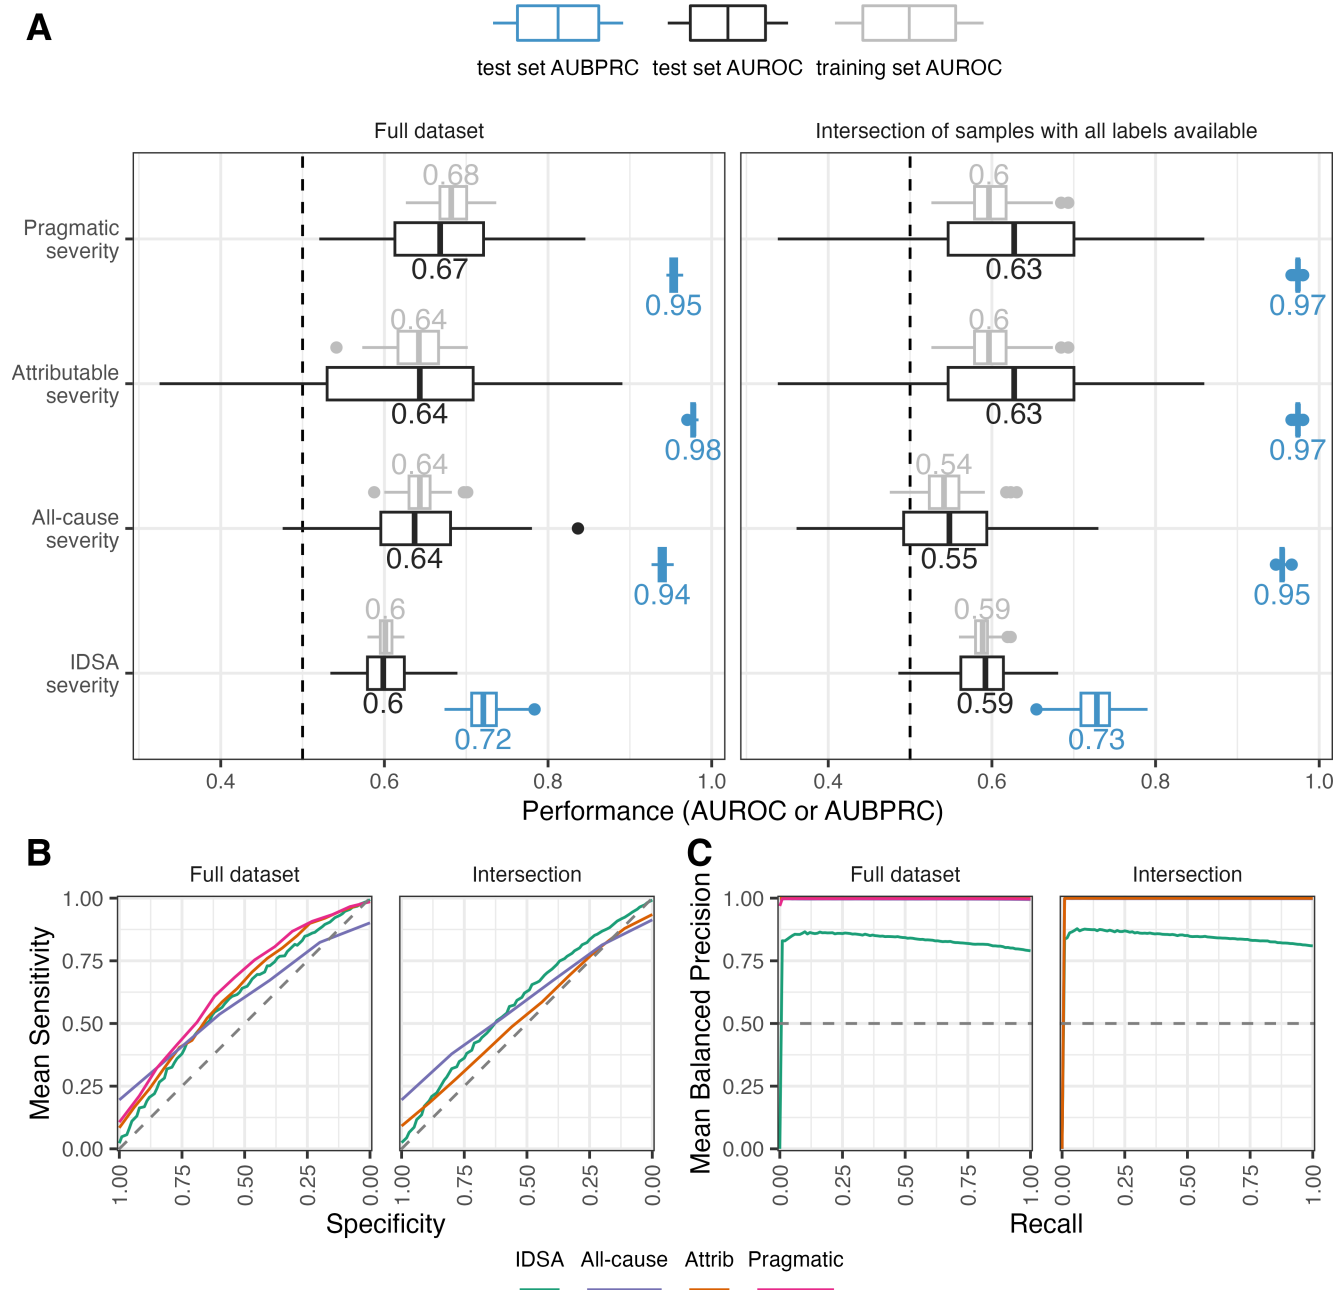 A
test set AUBPRC test set AUROC training set AUROC
Full dataset
Intersection of samples with all labels available
Pragmatic
severity
Attributable
severity
All-cause
severity
IDSA
severity
0.68
0.67
0.95
0.64
0.64
0.98
0.64
0.64
0.94
0.6
0.6
0.72
0.6
0.63
0.97
0.6
0.63
0.97
0.54
0.55
0.95
0.59
0.59
0.73
0.4 0.6 0.8 1.0
0.4 0.6 0.8 1.0
Performance (AUROC or AUBPRC)
B
Full dataset
Intersection
Mean Sensitivity
1.00
0.75
0.50
0.25
0.00
1.00 0.75 0.50 0.25 0.00
1.00 0.75 0.50 0.25 0.00
Specificity
C
Full dataset
Intersection
Mean Balanced Precision
1.00
0.75
0.50
0.25
0.00
0.00 0.25 0.50 0.75 1.00
0.00 0.25 0.50 0.75 1.00
Recall
IDSA All-cause Attrib Pragmatic